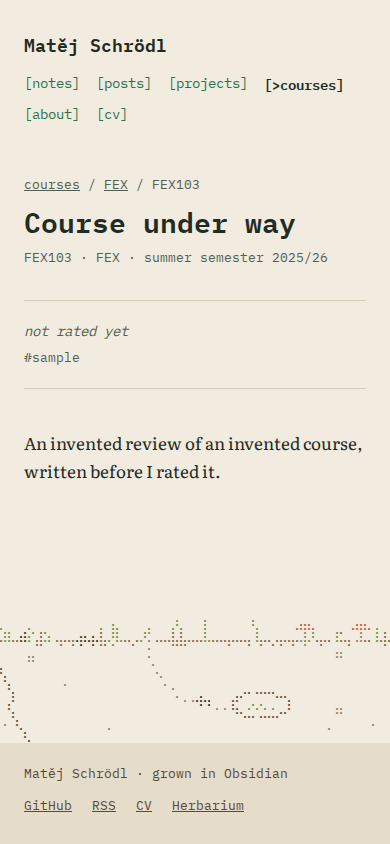 Matěj Schrödl
[notes] [posts] [projects] [>courses]
[about] [cv]
courses / FEX / FEX103
Course under way
FEX103 · FEX · summer semester 2025/26
not rated yet
#sample
An invented review of an invented course,
written before I rated it.
Matěj Schrödl · grown in Obsidian
GitHub RSS CV Herbarium